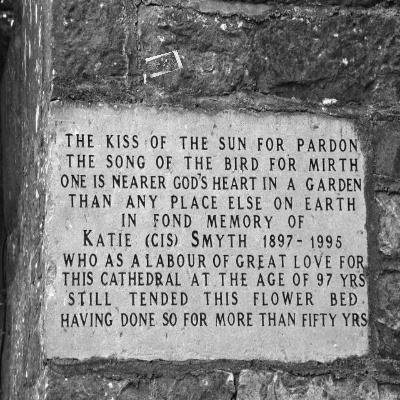 THE KISS OF THE SUN FOR PARDON
THE SONG OF THE BIRD FOR MIRTH
ONE IS NEARER GOD'S HEART IN A GARDEN
THAN ANY PLACE ELSE ON EARTH
IN FOND MEMORY OF
KATIE (CIS) SMYTH 1897-1995
WHO AS A LABOUR OF GREAT LOVE FOR
THIS CATHEDRAL AT THE AGE OF 97 YRS
STILL TENDED THIS FLOWER BED
HAVING DONE SO FOR MORE THAN FIFTY YRS